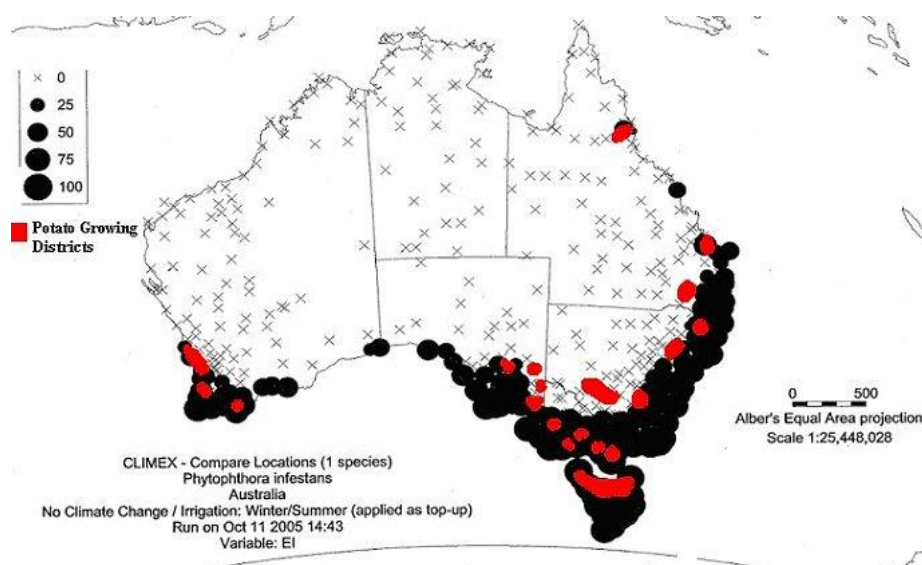 0
25
50
75
100
Potato Growing
Districts
0 500
Alber's Equal Area projection
Scale 1:25,448,028
CLIMEX - Compare Locations (1 species)
Phytophthora infestans
Australia
No Climate Change / Irrigation: Winter/Summer (applied as top-up)
Run on Oct 11 2005 14:43
Variable: EI